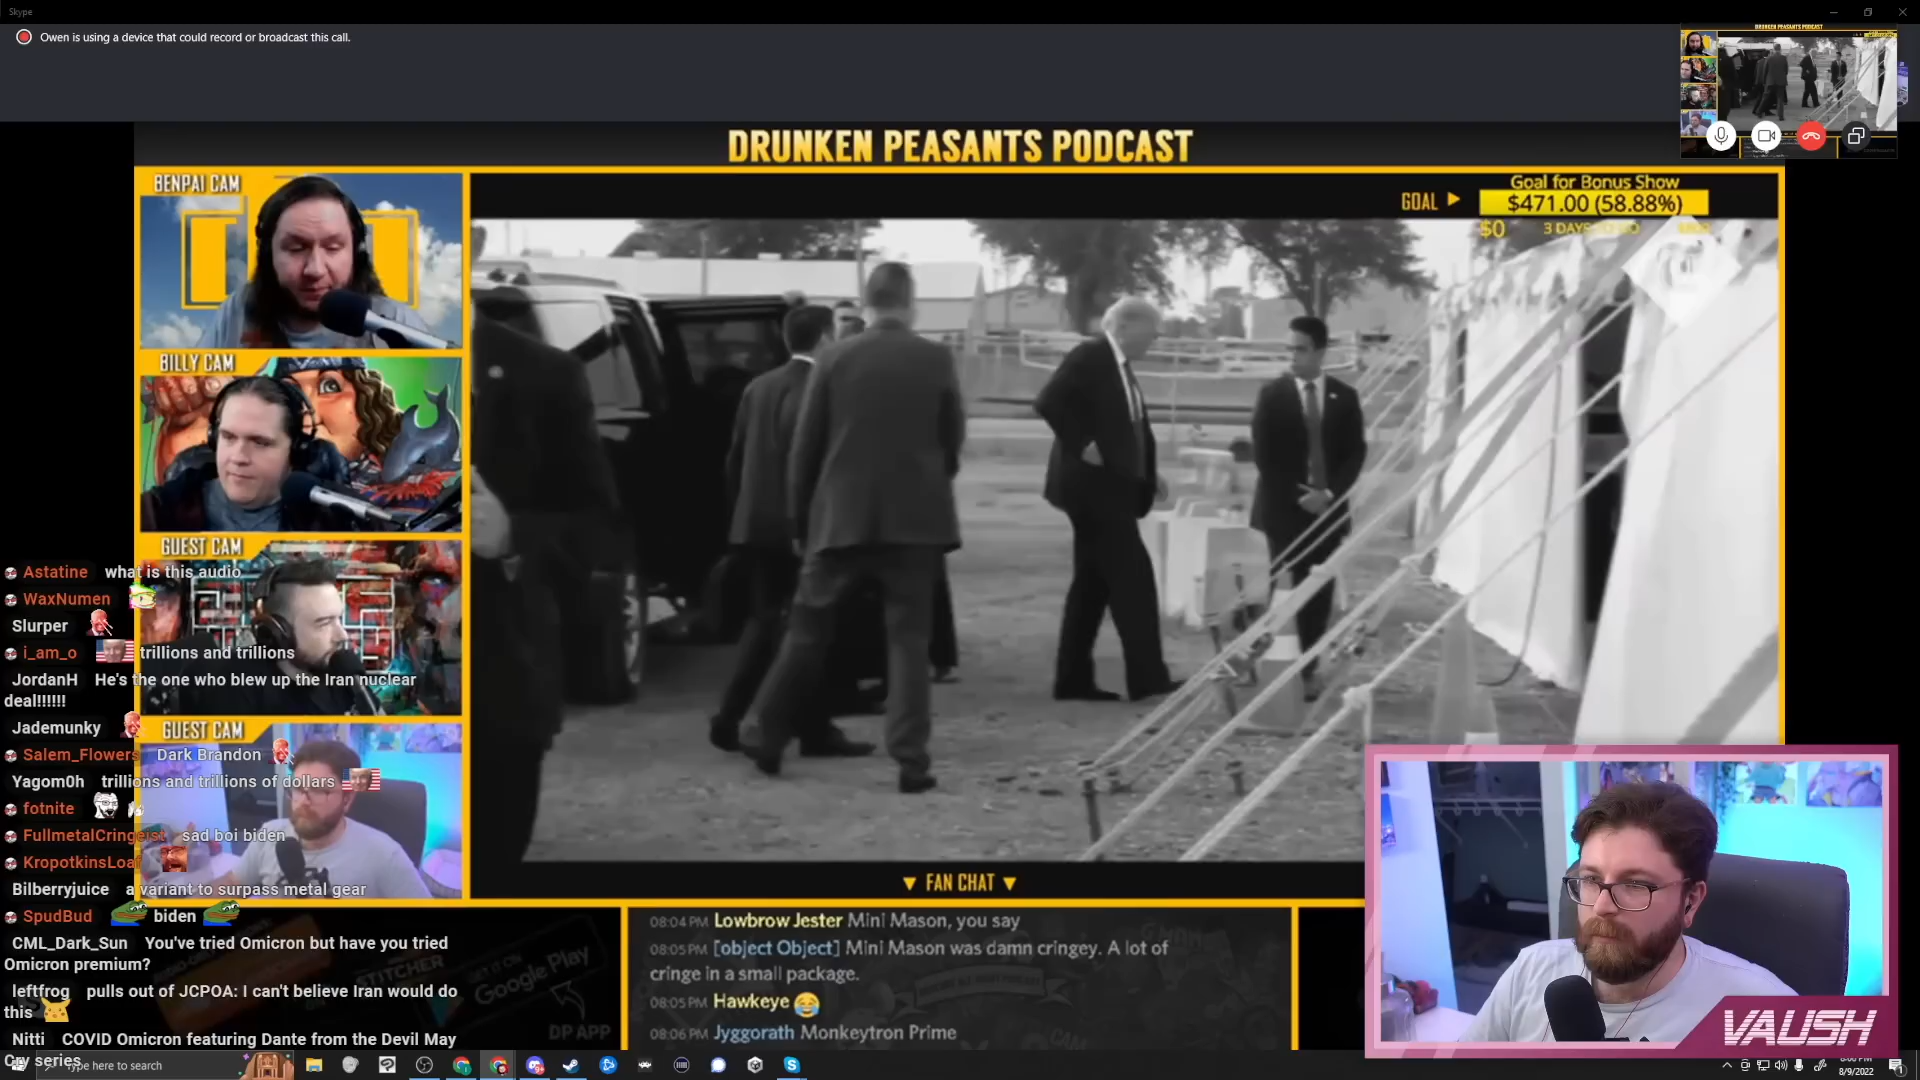 Skype
Owen is using a device that could record or broadcast this call.
DRUNKEN PEASANTS PODCAST
BENPAI CAM
GOAL
Goal for Bonus Show
$471.00 (58.88%)
$0
BILLY CAM
GUEST CAM
Astatine what is this audio
WaxNumen
Slurper
i_am_o trillions and trillions
JordanH He's the one who blew up the Iran nuclear
deal!!!!!!
Jademunky
GUEST CAM
Salem_Flowers Dark Brandon
Yagom0h trillions and trillions of dollars
fotnite
FullmetalCringeist sad boi biden
KropotkinsLoaf
Bilberryjuice a variant to surpass metal gear
SpudBud biden
CML_Dark_Sun You've tried Omicron but have you tried
Omicron premium?
leftfrog pulls out of JCPOA: I can't believe Iran would do
this
Nitti COVID Omicron featuring Dante from the Devil May
Cry series
FAN CHAT
08:04 PM Lowbrow Jester Mini Mason, you say
08:05 PM [object Object] Mini Mason was damn cringey. A lot of
cringe in a small package.
08:05 PM Hawkeye
08:06 PM Jyggorath Monkeytron Prime
STITCHER
GET IT ON
Google Play
DP APP
VAUSH
Type here to search
8/9/2022